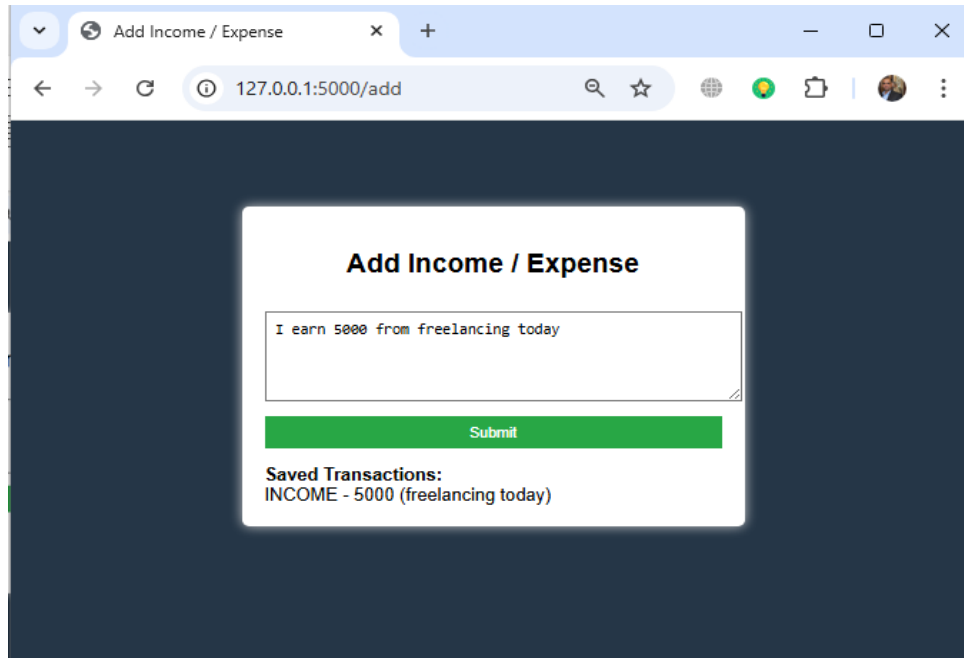 Add Income / Expense
127.0.0.1:5000/add
Add Income / Expense
I earn 5000 from freelancing today
Submit
Saved Transactions:
INCOME - 5000 (freelancing today)